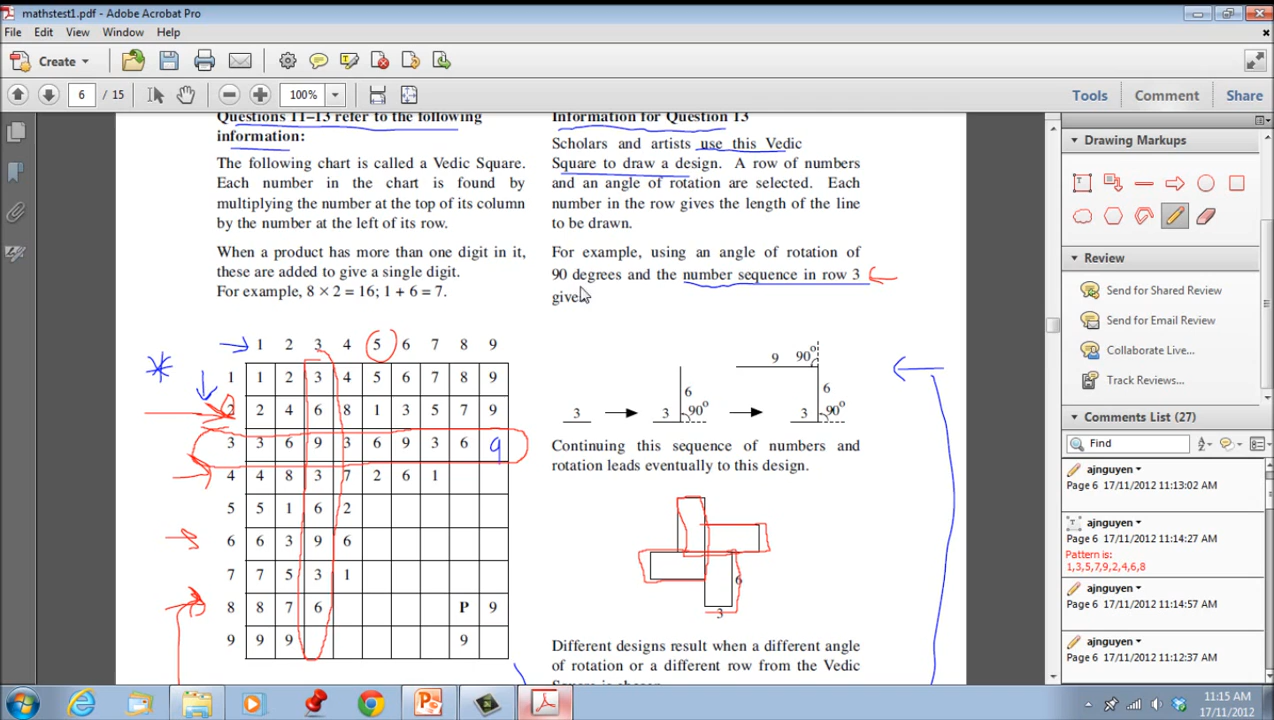 mathstest1.pdf - Adobe Acrobat Pro
File Edit View Window Help
Create
6 / 15 100% Tools Comment Share
Questions 11–13 refer to the following
information:
The following chart is called a Vedic Square.
Each number in the chart is found by
multiplying the number at the top of its column
by the number at the left of its row.
When a product has more than one digit in it,
these are added to give a single digit.
For example, 8 × 2 = 16; 1 + 6 = 7.
1 2 3 4 5 6 7 8 9
1 1 2 3 4 5 6 7 8 9
2 2 4 6 8 1 3 5 7 9
3 3 6 9 3 6 9 3 6 9
4 4 8 3 7 2 6 1
5 5 1 6 2
6 6 3 9 6
7 7 5 3 1
8 8 7 6 P 9
9 9 9 9
Information for Question 13
Scholars and artists use this Vedic
Square to draw a design. A row of numbers
and an angle of rotation are selected. Each
number in the row gives the length of the line
to be drawn.
For example, using an angle of rotation of
90 degrees and the number sequence in row 3
give
3 3 6 90° 3 6 90° 9 90°
Continuing this sequence of numbers and
rotation leads eventually to this design.
6
3
Different designs result when a different angle
of rotation or a different row from the Vedic
Square is chosen
Drawing Markups
Review
Send for Shared Review
Send for Email Review
Collaborate Live...
Track Reviews...
Comments List (27)
Find
ajnguyen
Page 6 17/11/2012 11:13:02 AM
ajnguyen
Page 6 17/11/2012 11:14:27 AM
Pattern is:
1,3,5,7,9,2,4,6,8
ajnguyen
Page 6 17/11/2012 11:14:57 AM
ajnguyen
Page 6 17/11/2012 11:12:37 AM
11:15 AM
17/11/2012